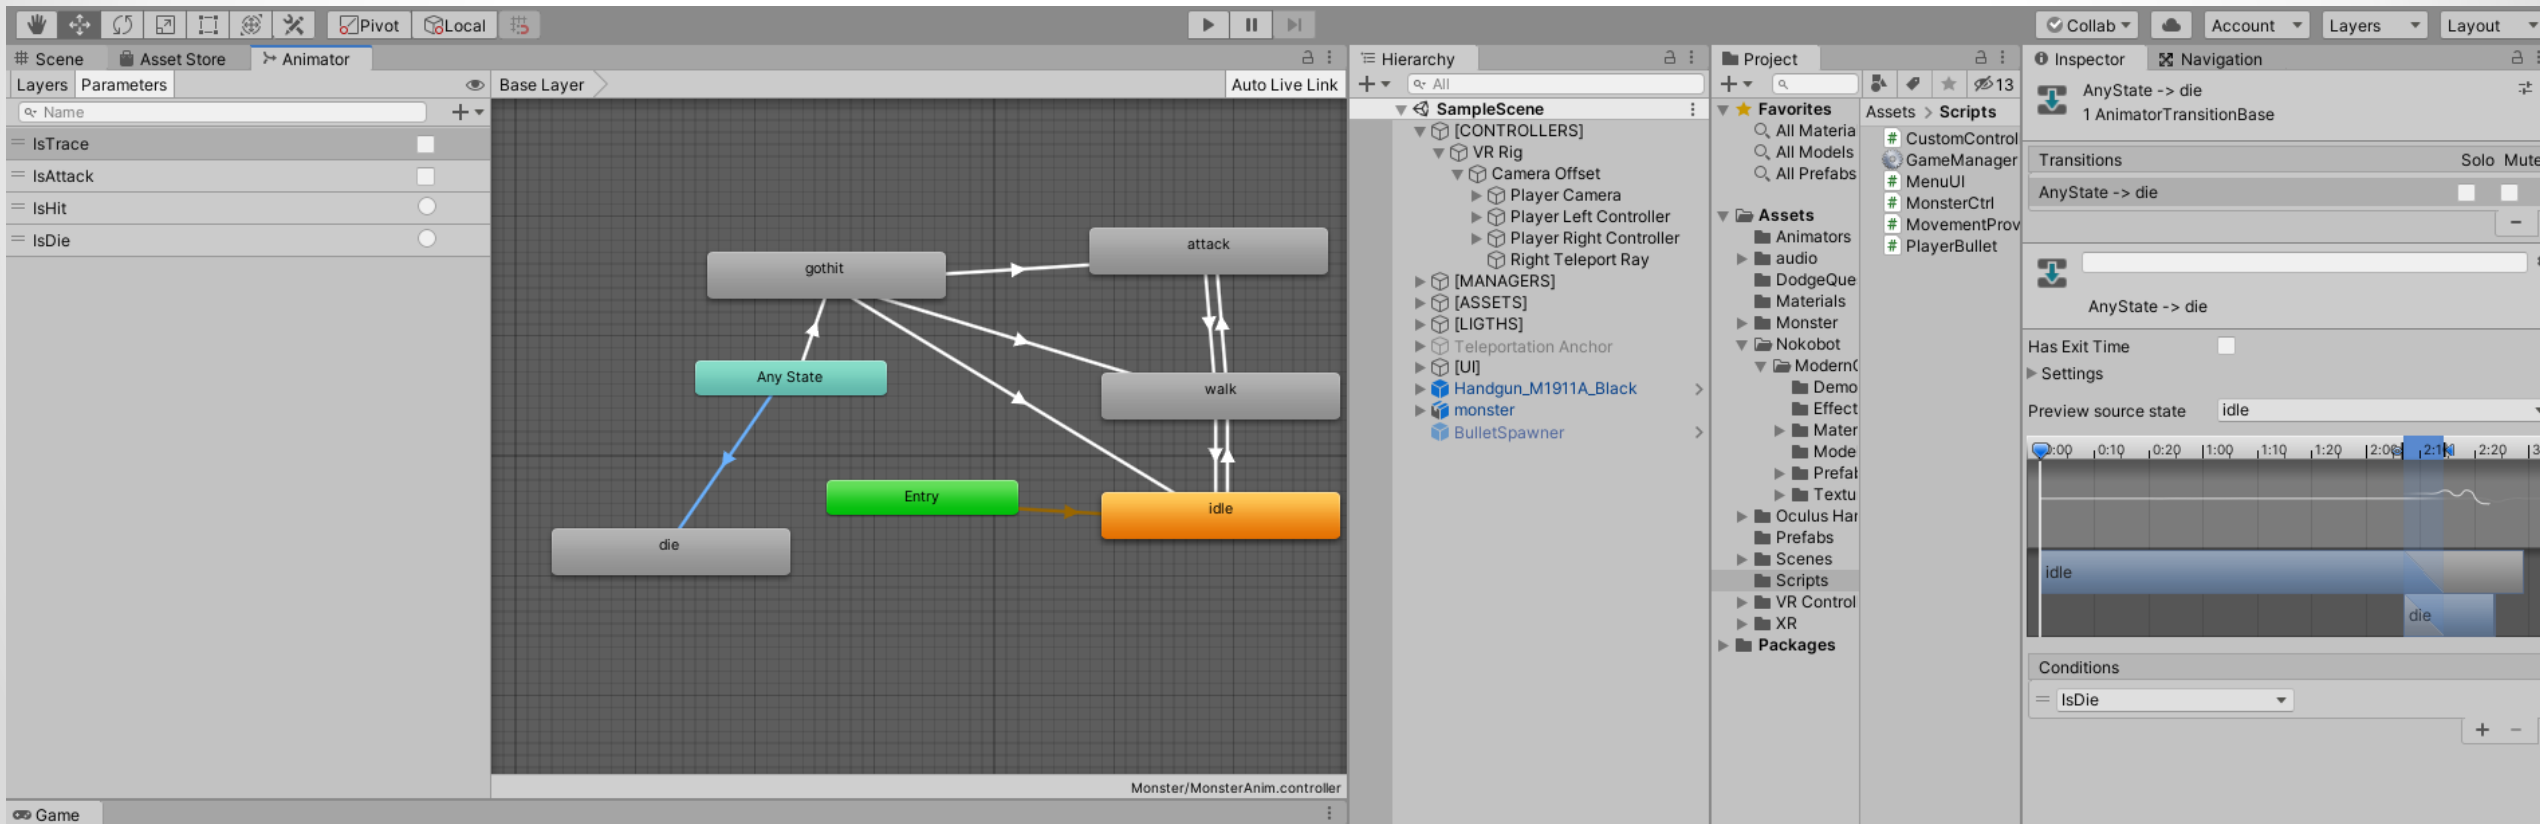 Pivot Local Collab Account Layers Layout
Scene Asset Store Animator
Layers Parameters
Name
IsTrace
IsAttack
IsHit
IsDie
Base Layer Auto Live Link
gothit
attack
Any State
walk
Entry
idle
die
Monster/MonsterAnim.controller
Game
Hierarchy
All
SampleScene
[CONTROLLERS]
VR Rig
Camera Offset
Player Camera
Player Left Controller
Player Right Controller
Right Teleport Ray
[MANAGERS]
[ASSETS]
[LIGTHS]
Teleportation Anchor
[UI]
Handgun_M1911A_Black
monster
BulletSpawner
Project
13
Favorites
All Materia
All Models
All Prefabs
Assets
Animators
audio
DodgeQue
Materials
Monster
Nokobot
Modern
Demo
Effect
Mater
Mode
Prefab
Textu
Oculus Har
Prefabs
Scenes
Scripts
VR Control
XR
Packages
Assets > Scripts
CustomControl
GameManager
MenuUI
MonsterCtrl
MovementProv
PlayerBullet
Inspector Navigation
AnyState -> die
1 AnimatorTransitionBase
Transitions Solo Mute
AnyState -> die
AnyState -> die
Has Exit Time
Settings
Preview source state idle
0:00 0:10 0:20 1:00 1:10 1:20 2:20
idle
die
Conditions
IsDie